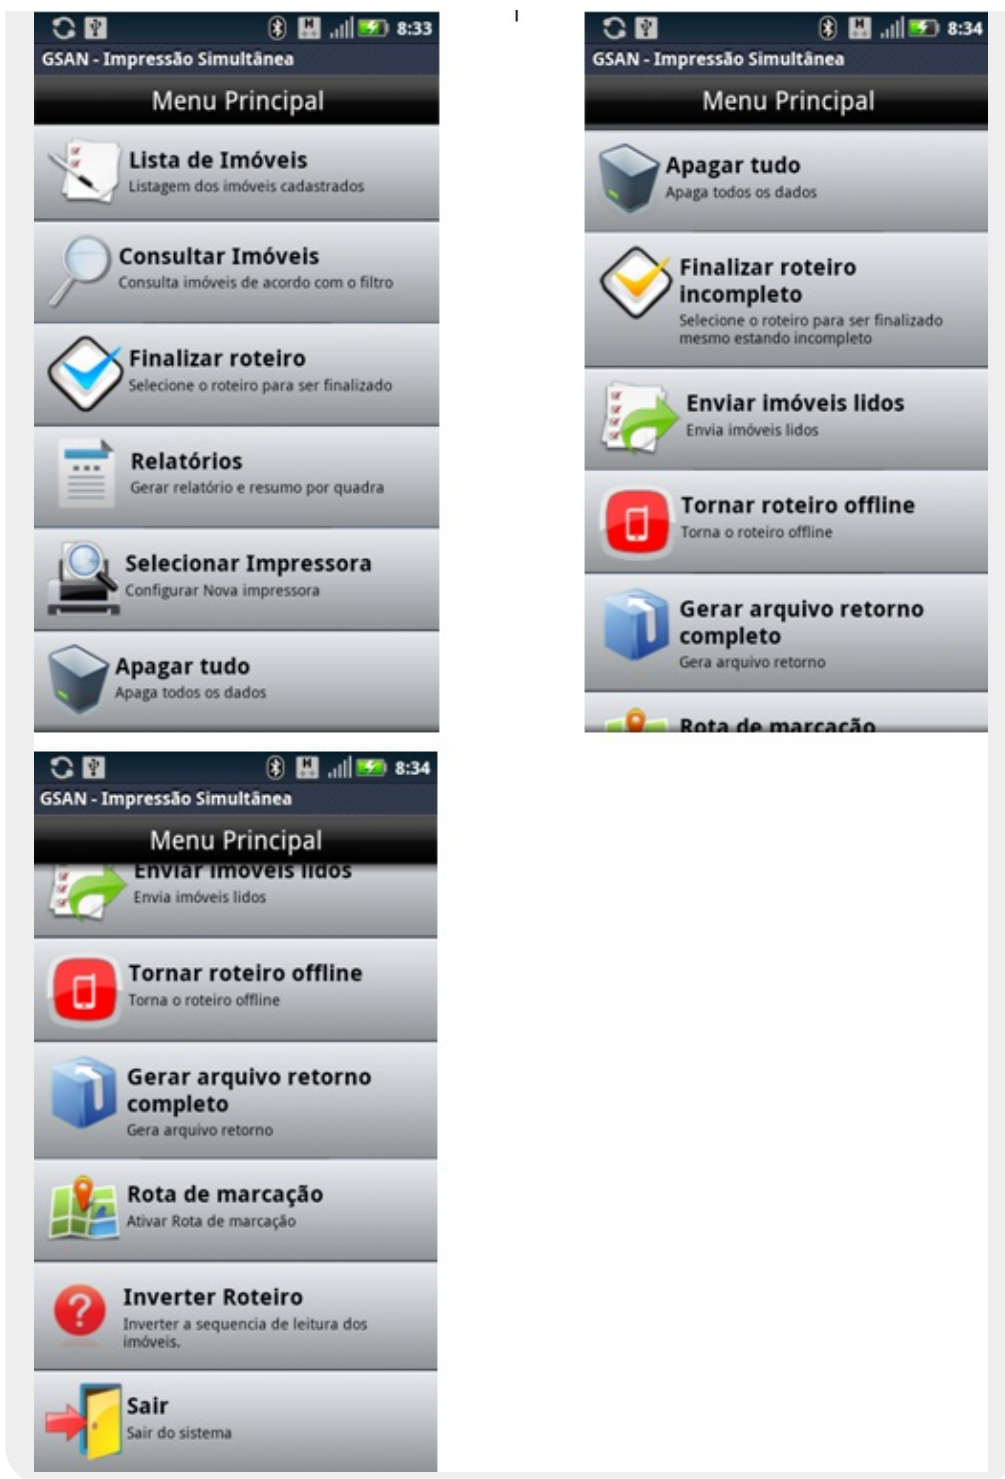 8:33
GSAN - Impressão Simultânea
Menu Principal
Lista de Imóveis
Listagem dos imóveis cadastrados
Consultar Imóveis
Consulta imóveis de acordo com o filtro
Finalizar roteiro
Selecione o roteiro para ser finalizado
Relatórios
Gerar relatório e resumo por quadra
Selecionar Impressora
Configurar Nova impressora
Apagar tudo
Apaga todos os dados
8:34
GSAN - Impressão Simultânea
Menu Principal
Apagar tudo
Apaga todos os dados
Finalizar roteiro
incompleto
Selecione o roteiro para ser finalizado
mesmo estando incompleto
Enviar imóveis lidos
Envia imóveis lidos
Tornar roteiro offline
Torna o roteiro offline
Gerar arquivo retorno
completo
Gera arquivo retorno
Rota de marcação
8:34
GSAN - Impressão Simultânea
Menu Principal
Enviar imóveis lidos
Envia imóveis lidos
Tornar roteiro offline
Torna o roteiro offline
Gerar arquivo retorno
completo
Gera arquivo retorno
Rota de marcação
Ativar Rota de marcação
Inverter Roteiro
Inverter a sequencia de leitura dos
imóveis.
Sair
Sair do sistema